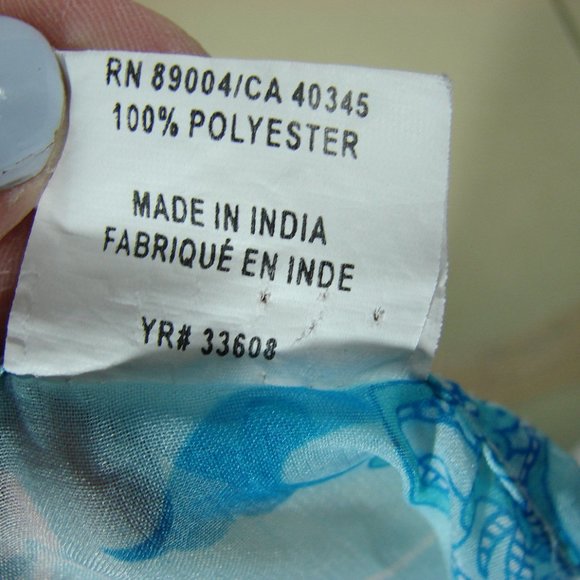 RN 89004/CA 40345
100% POLYESTER
MADE IN INDIA
FABRIQUÉ EN INDE
YR# 33608